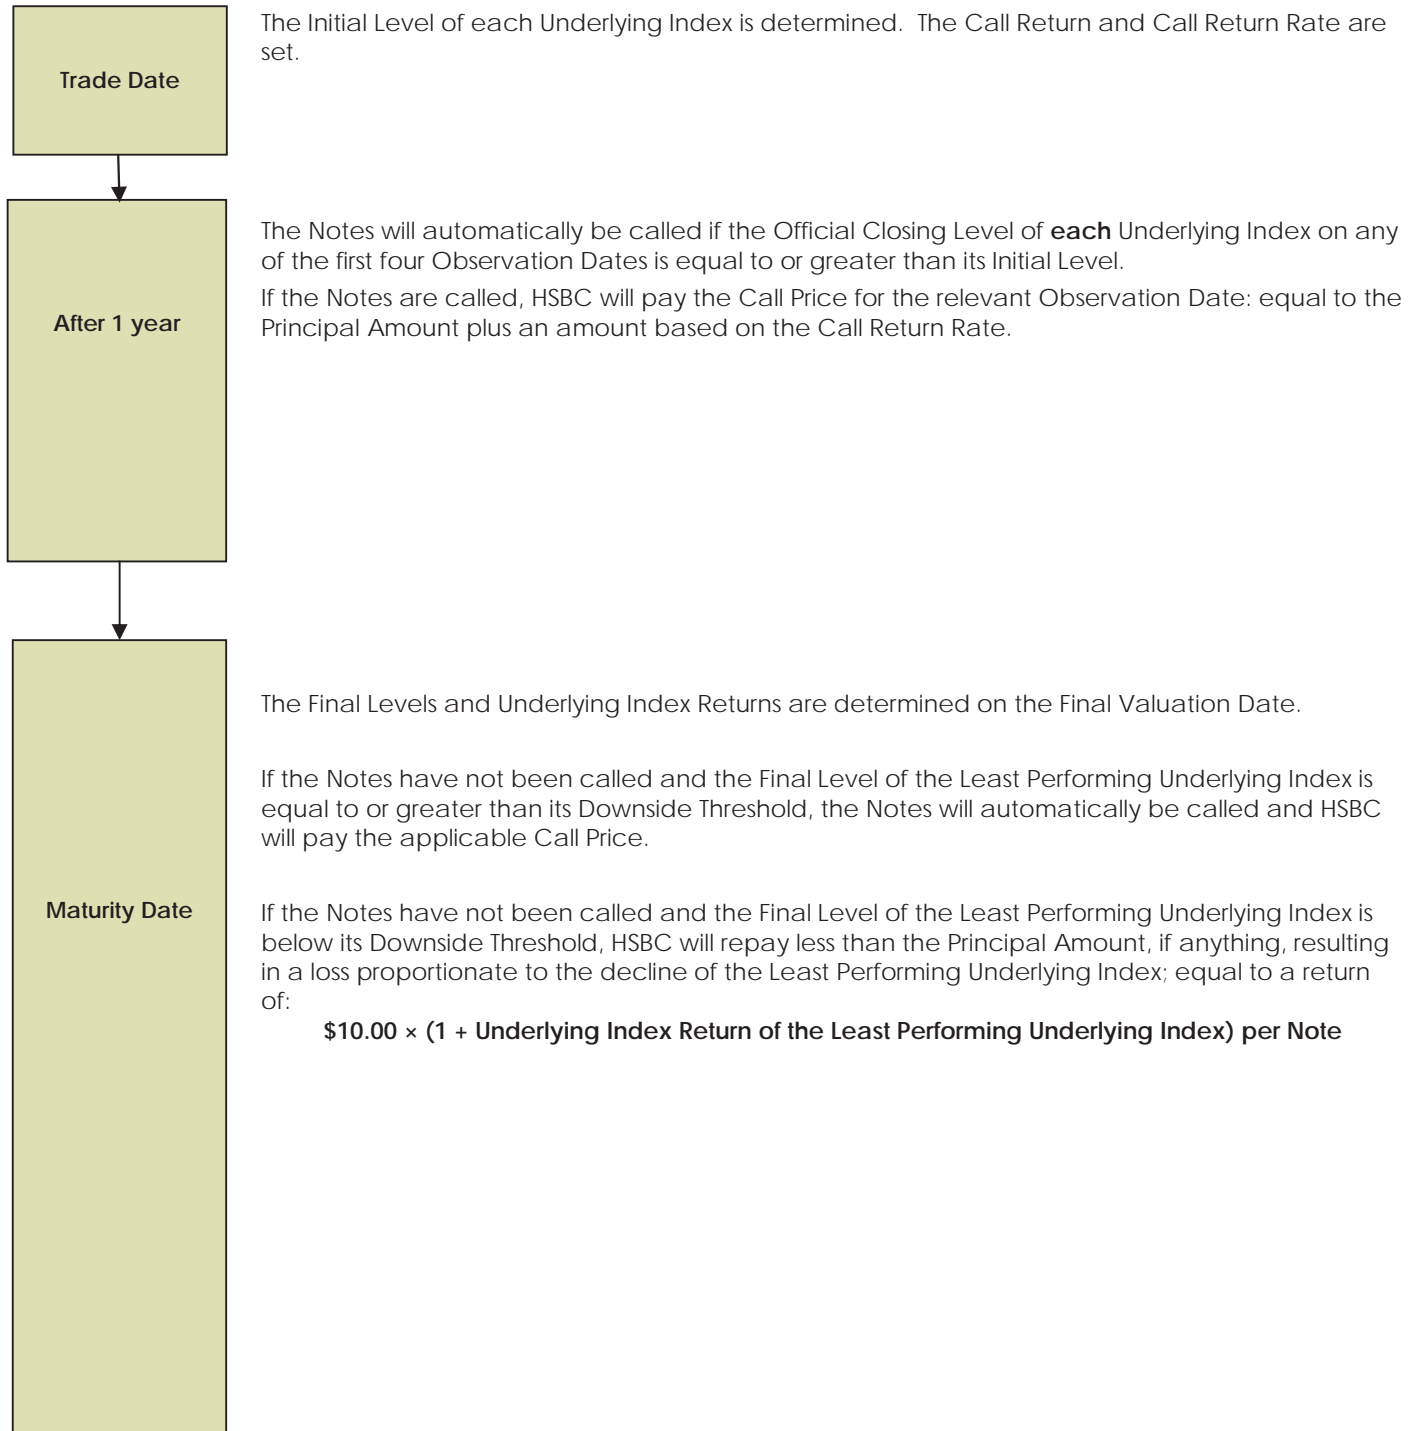 Trade Date
The Initial Level of each Underlying Index is determined.  The Call Return and Call Return Rate are
set.
After 1 year
The Notes will automatically be called if the Official Closing Level of each Underlying Index on any
of the first four Observation Dates is equal to or greater than its Initial Level.
If the Notes are called, HSBC will pay the Call Price for the relevant Observation Date: equal to the
Principal Amount plus an amount based on the Call Return Rate.
Maturity Date
The Final Levels and Underlying Index Returns are determined on the Final Valuation Date.
If the Notes have not been called and the Final Level of the Least Performing Underlying Index is
equal to or greater than its Downside Threshold, the Notes will automatically be called and HSBC
will pay the applicable Call Price.
If the Notes have not been called and the Final Level of the Least Performing Underlying Index is
below its Downside Threshold, HSBC will repay less than the Principal Amount, if anything, resulting
in a loss proportionate to the decline of the Least Performing Underlying Index; equal to a return
of:
$10.00 × (1 + Underlying Index Return of the Least Performing Underlying Index) per Note